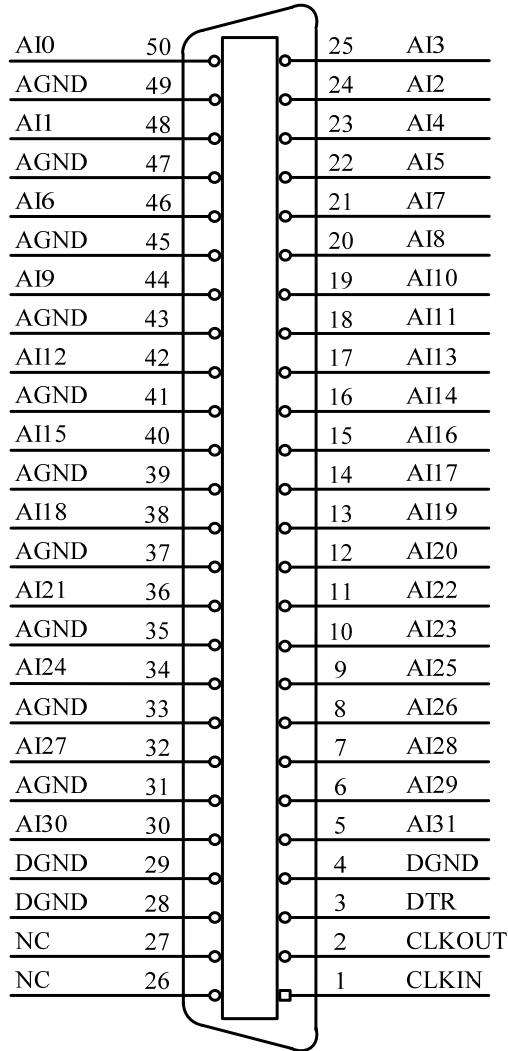 AI0 50 25 AI3
AGND 49 24 AI2
AI1 48 23 AI4
AGND 47 22 AI5
AI6 46 21 AI7
AGND 45 20 AI8
AI9 44 19 AI10
AGND 43 18 AI11
AI12 42 17 AI13
AGND 41 16 AI14
AI15 40 15 AI16
AGND 39 14 AI17
AI18 38 13 AI19
AGND 37 12 AI20
AI21 36 11 AI22
AGND 35 10 AI23
AI24 34 9 AI25
AGND 33 8 AI26
AI27 32 7 AI28
AGND 31 6 AI29
AI30 30 5 AI31
DGND 29 4 DGND
DGND 28 3 DTR
NC 27 2 CLKOUT
NC 26 1 CLKIN